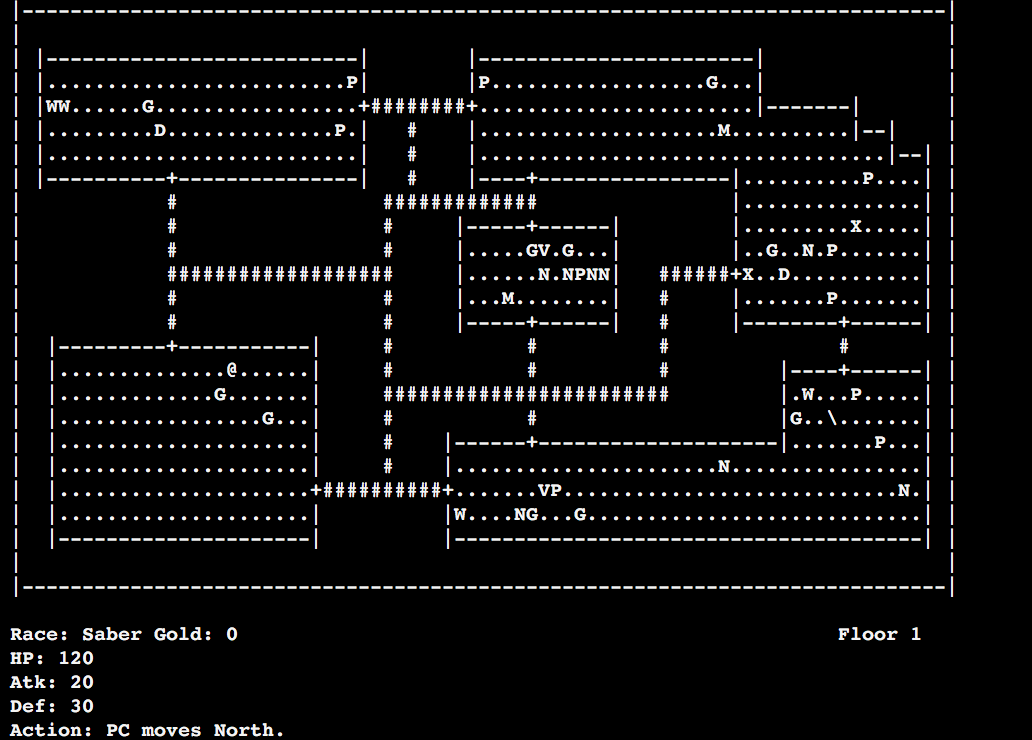 |-----------------------------------------------------------------------------|
|                                                                             |
| |--------------------------|        |-----------------------|               |
| |.........................P|        |P..................G...|               |
| |WW......G.................+########+.......................|-------|       |
| |.........D..............P.|   #    |....................M..........|--|    |
| |..........................|   #    |..................................|--| |
| |----------+---------------|   #    |----+----------------|..........P....| |
|            #                 #############                |...............| |
|            #                 #     |-----+------|         |.........X.....| |
|            #                 #     |.....GV.G...|         |..G..N.P.......| |
|            ###################     |......N.NPNN|   ######+X..D...........| |
|            #                 #     |...M........|   #     |.......P.......| |
|            #                 #     |-----+------|   #     |--------+------| |
|  |---------+-----------|     #           #          #              #        |
|  |..............@......|     #           #          #         |----+------| |
|  |.............G.......|     ########################         |.W...P.....| |
|  |.................G...|     #           #                    |G..\.......| |
|  |.....................|     #    |------+--------------------|.......P...| |
|  |.....................|     #    |......................N................| |
|  |.....................+##########+.......VP............................N.| |
|  |.....................|          |W....NG...G............................| |
|  |---------------------|          |---------------------------------------| |
|                                                                             |
|-----------------------------------------------------------------------------|
Race: Saber Gold: 0                                                  Floor 1
HP: 120
Atk: 20
Def: 30
Action: PC moves North.